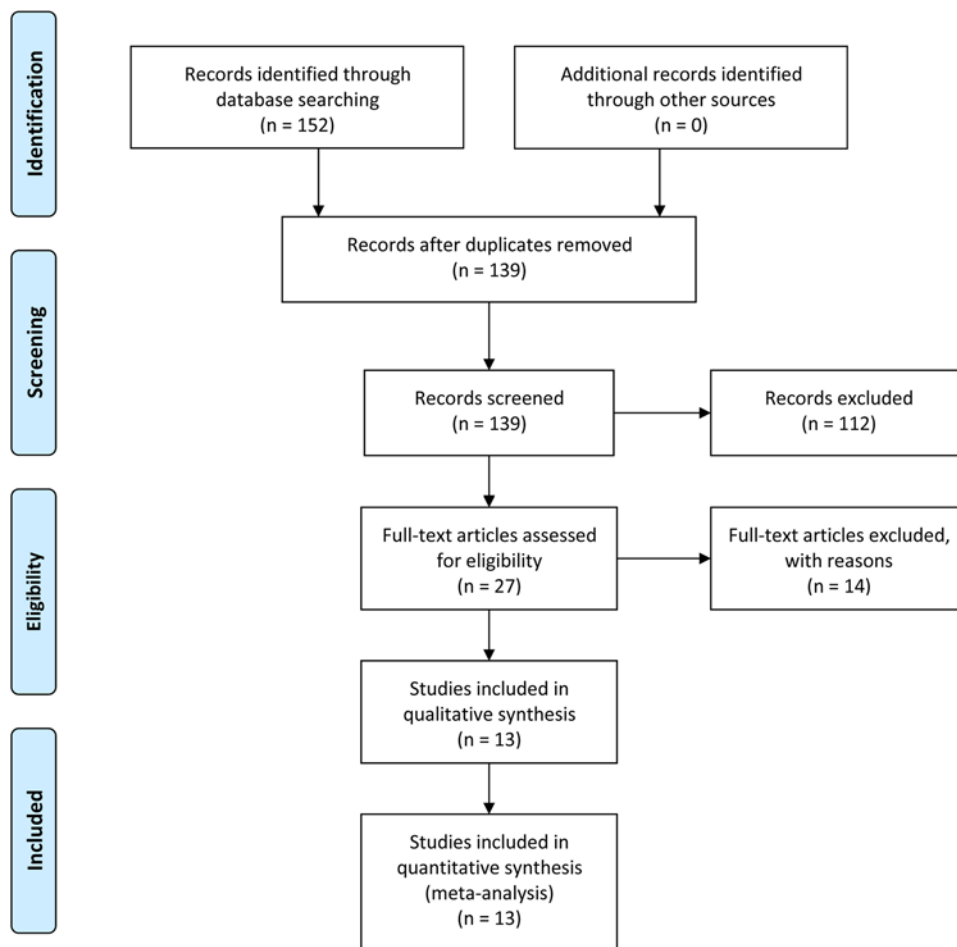 Identification
Records identified through
database searching
(n = 152)
Additional records identified
through other sources
(n = 0)
Records after duplicates removed
(n = 139)
Screening
Records screened
(n = 139)
Records excluded
(n = 112)
Eligibility
Full-text articles assessed
for eligibility
(n = 27)
Full-text articles excluded,
with reasons
(n = 14)
Studies included in
qualitative synthesis
(n = 13)
Included
Studies included in
quantitative synthesis
(meta-analysis)
(n = 13)